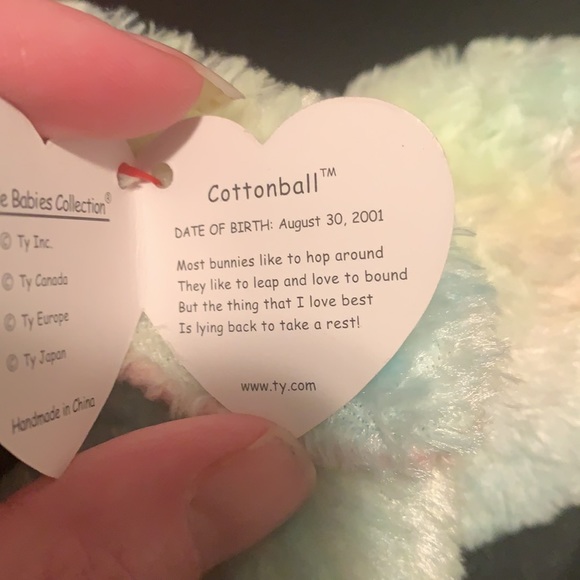 e Babies Collection®
© Ty Inc.
© Ty Canada
© Ty Europe
© Ty Japan
Handmade in China
Cottonball™
DATE OF BIRTH: August 30, 2001
Most bunnies like to hop around
They like to leap and love to bound
But the thing that I love best
Is lying back to take a rest!
www.ty.com